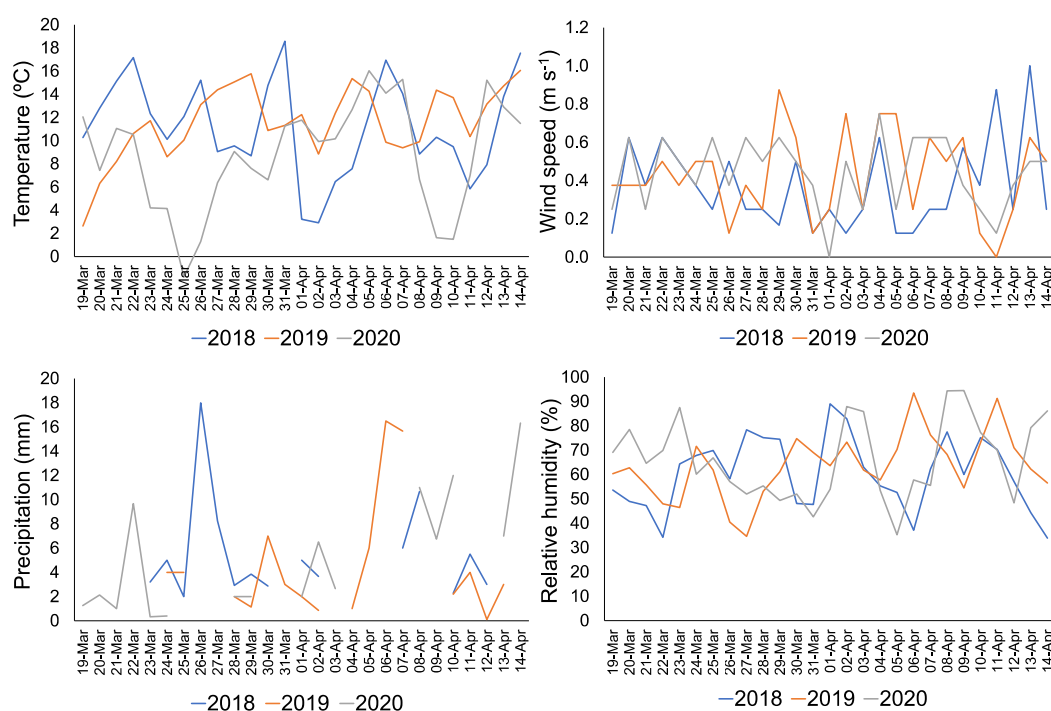 Temperature (ºC)
20
18
16
14
12
10
8
6
4
2
0
19-Mar
20-Mar
21-Mar
22-Mar
23-Mar
24-Mar
25-Mar
26-Mar
27-Mar
28-Mar
29-Mar
30-Mar
31-Mar
01-Apr
02-Apr
03-Apr
04-Apr
05-Apr
06-Apr
07-Apr
08-Apr
09-Apr
10-Apr
11-Apr
12-Apr
13-Apr
14-Apr
2018 2019 2020
Wind speed (m s-1)
1.2
1.0
0.8
0.6
0.4
0.2
0.0
19-Mar
20-Mar
21-Mar
22-Mar
23-Mar
24-Mar
25-Mar
26-Mar
27-Mar
28-Mar
29-Mar
30-Mar
31-Mar
01-Apr
02-Apr
03-Apr
04-Apr
05-Apr
06-Apr
07-Apr
08-Apr
09-Apr
10-Apr
11-Apr
12-Apr
13-Apr
14-Apr
2018 2019 2020
Precipitation (mm)
20
18
16
14
12
10
8
6
4
2
0
19-Mar
20-Mar
21-Mar
22-Mar
23-Mar
24-Mar
25-Mar
26-Mar
27-Mar
28-Mar
29-Mar
30-Mar
31-Mar
01-Apr
02-Apr
03-Apr
04-Apr
05-Apr
06-Apr
07-Apr
08-Apr
09-Apr
10-Apr
11-Apr
12-Apr
13-Apr
14-Apr
2018 2019 2020
Relative humidity (%)
100
90
80
70
60
50
40
30
20
10
0
19-Mar
20-Mar
21-Mar
22-Mar
23-Mar
24-Mar
25-Mar
26-Mar
27-Mar
28-Mar
29-Mar
30-Mar
31-Mar
01-Apr
02-Apr
03-Apr
04-Apr
05-Apr
06-Apr
07-Apr
08-Apr
09-Apr
10-Apr
11-Apr
12-Apr
13-Apr
14-Apr
2018 2019 2020